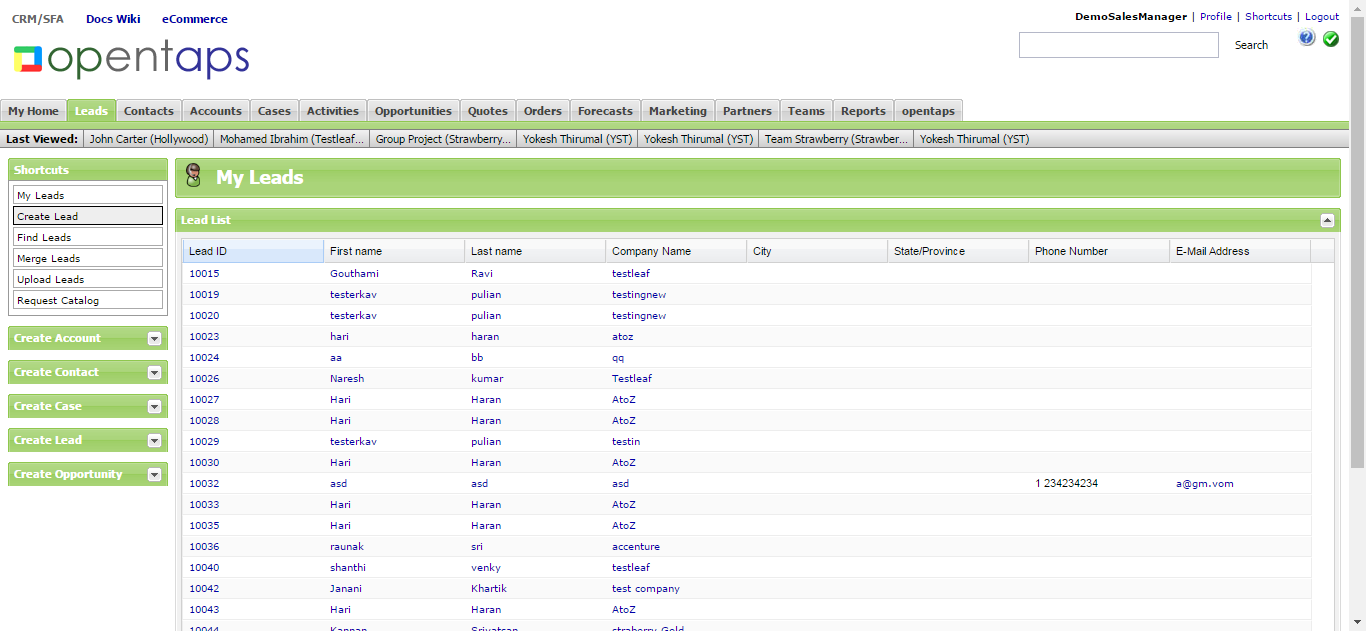 CRM/SFA Docs Wiki eCommerce
DemoSalesManager | Profile | Shortcuts | Logout
opentaps
Search
My Home Leads Contacts Accounts Cases Activities Opportunities Quotes Orders Forecasts Marketing Partners Teams Reports opentaps
Last Viewed: John Carter (Hollywood) Mohamed Ibrahim (Testleaf... Group Project (Strawberry... Yokesh Thirumal (YST) Yokesh Thirumal (YST) Team Strawberry (Strawber... Yokesh Thirumal (YST)
Shortcuts
My Leads
Create Lead
Find Leads
Merge Leads
Upload Leads
Request Catalog
Create Account
Create Contact
Create Case
Create Lead
Create Opportunity
My Leads
Lead List
Lead ID First name Last name Company Name City State/Province Phone Number E-Mail Address
10015 Gouthami Ravi testleaf
10019 testerkav pulian testingnew
10020 testerkav pulian testingnew
10023 hari haran atoz
10024 aa bb qq
10026 Naresh kumar Testleaf
10027 Hari Haran AtoZ
10028 Hari Haran AtoZ
10029 testerkav pulian testin
10030 Hari Haran AtoZ
10032 asd asd asd 1 234234234 a@gm.vom
10033 Hari Haran AtoZ
10035 Hari Haran AtoZ
10036 raunak sri accenture
10040 shanthi venky testleaf
10042 Janani Khartik test company
10043 Hari Haran AtoZ
10044 Kannan Srivatsan straberry Gold